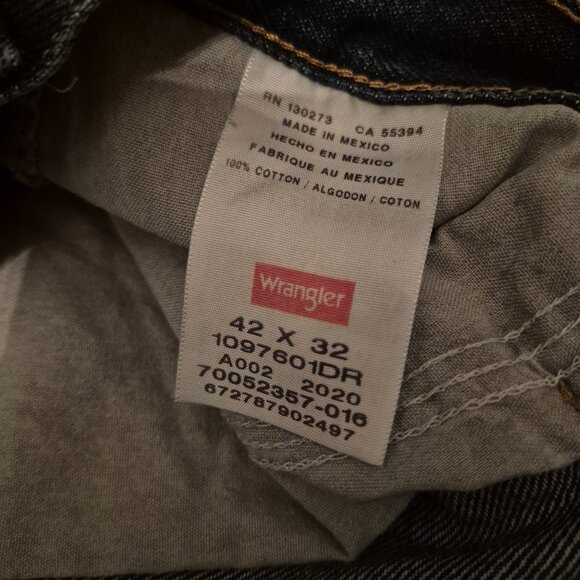 RN 130273 CA 55394
MADE IN MEXICO
HECHO EN MEXICO
FABRIQUE AU MEXIQUE
100% COTTON / ALGODON / COTON
Wrangler
42 X 32
1097601DR
A002 2020
70052357-016
672787902497